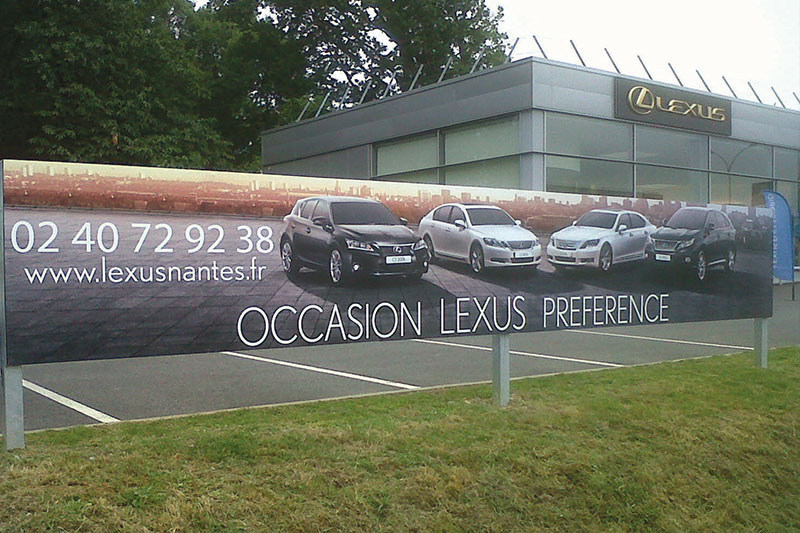 LEXUS
02 40 72 92 38
www.lexusnantes.fr
OCCASION LEXUS PREFERENCE